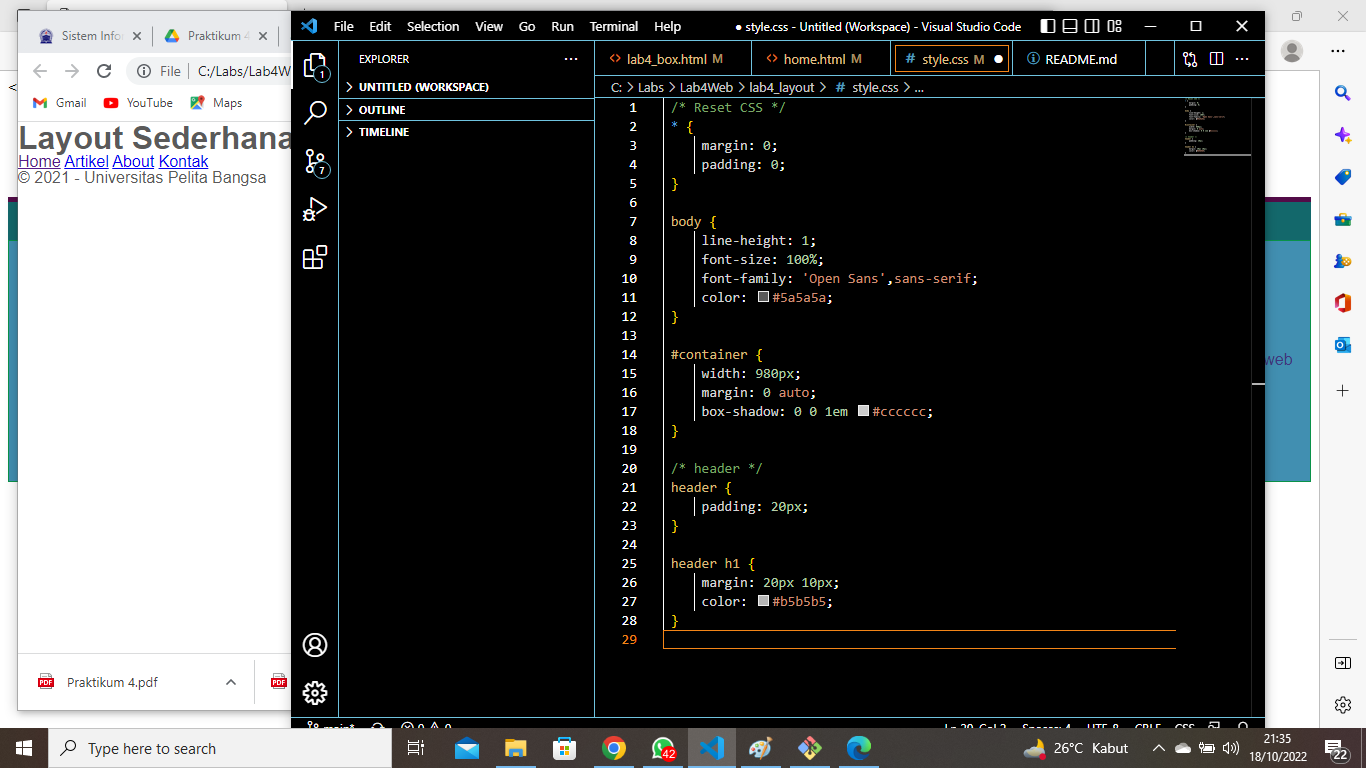 File Edit Selection View Go Run Terminal Help
● style.css - Untitled (Workspace) - Visual Studio Code
Sistem Infor
Praktikum 4
File
C:/Labs/Lab4W
Gmail
YouTube
Maps
Layout Sederhana
Home Artikel About Kontak
© 2021 - Universitas Pelita Bangsa
Praktikum 4.pdf
PDF
PDF
EXPLORER
UNTITLED (WORKSPACE)
OUTLINE
TIMELINE
1
7
lab4_box.html M
home.html M
style.css M
README.md
C: > Labs > Lab4Web > lab4_layout > # style.css > ...
1 /* Reset CSS */
2 * {
3 margin: 0;
4 padding: 0;
5 }
6
7 body {
8 line-height: 1;
9 font-size: 100%;
10 font-family: 'Open Sans',sans-serif;
11 color: #5a5a5a;
12 }
13
14 #container {
15 width: 980px;
16 margin: 0 auto;
17 box-shadow: 0 0 1em #cccccc;
18 }
19
20 /* header */
21 header {
22 padding: 20px;
23 }
24
25 header h1 {
26 margin: 20px 10px;
27 color: #b5b5b5;
28 }
29
web
main*
Type here to search
42
26°C Kabut
21:35
18/10/2022
22